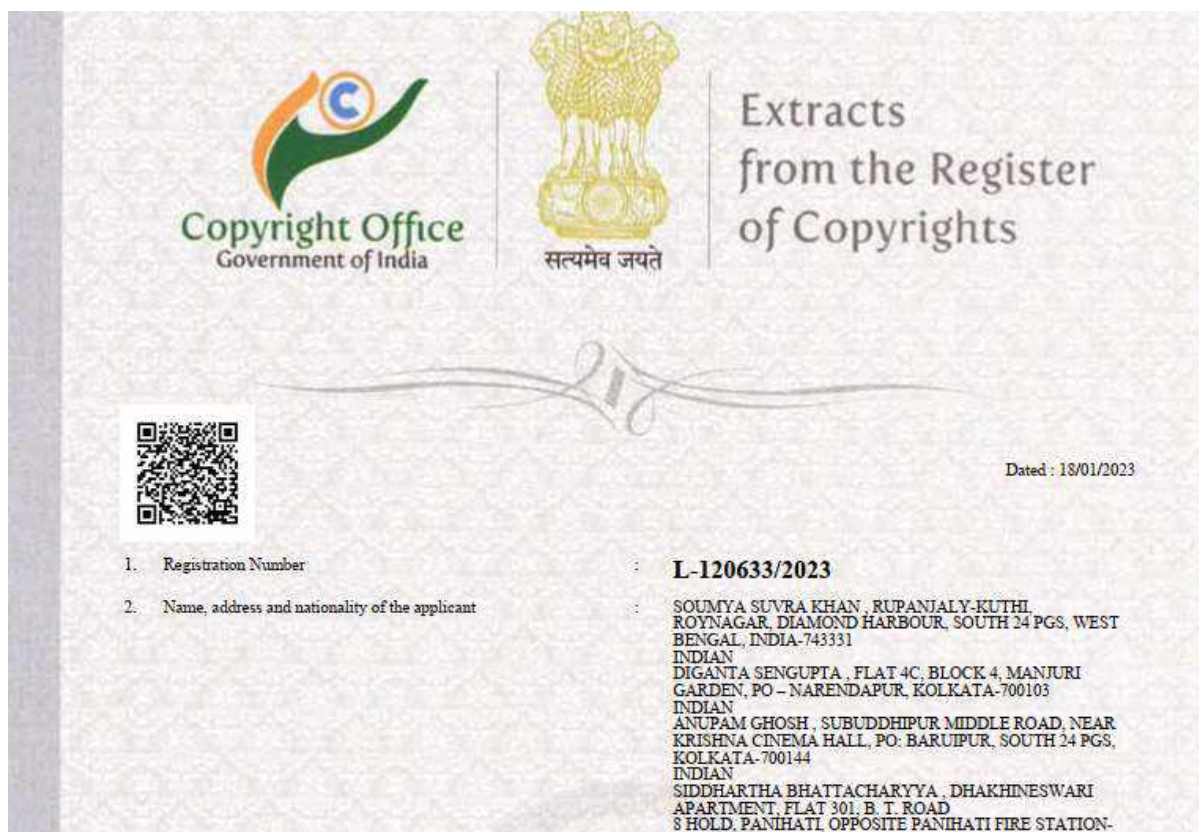 Copyright Office
Government of India
सत्यमेव जयते
Extracts
from the Register
of Copyrights
Dated : 18/01/2023
1. Registration Number : L-120633/2023
2. Name, address and nationality of the applicant : SOUMYA SUVRA KHAN , RUPANJALY-KUTHI,
ROYNAGAR, DIAMOND HARBOUR, SOUTH 24 PGS, WEST
BENGAL, INDIA-743331
INDIAN
DIGANTA SENGUPTA , FLAT 4C, BLOCK 4, MANJURI
GARDEN, PO – NARENDAPUR, KOLKATA-700103
INDIAN
ANUPAM GHOSH , SUBUDDHIPUR MIDDLE ROAD, NEAR
KRISHNA CINEMA HALL, PO: BARUIPUR, SOUTH 24 PGS,
KOLKATA-700144
INDIAN
SIDDHARTHA BHATTACHARYYA , DHAKHINESWARI
APARTMENT, FLAT 301, B. T. ROAD
8 HOLD, PANIHATI, OPPOSITE PANIHATI FIRE STATION-